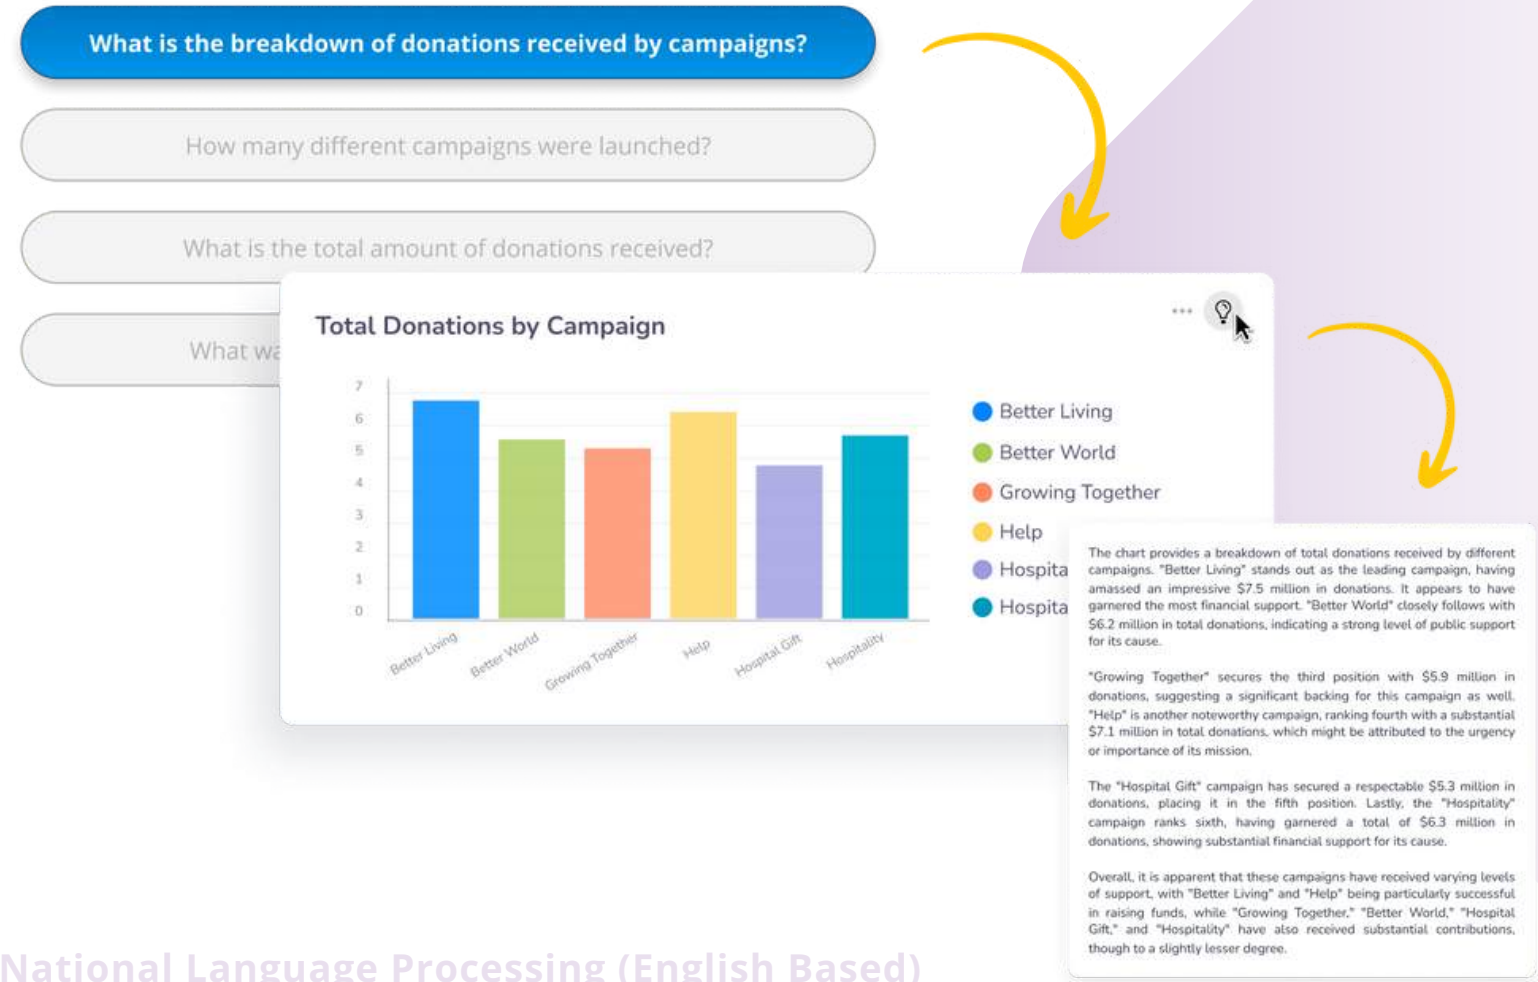 What is the breakdown of donations received by campaigns?
How many different campaigns were launched?
What is the total amount of donations received?
What wa
Total Donations by Campaign
7
6
5
4
3
2
1
0
Better Living
Better World
Growing Together
Help
Hospital Gift
Hospitality
Better Living
Better World
Growing Together
Help
Hospita
Hospita
The chart provides a breakdown of total donations received by different
campaigns. "Better Living" stands out as the leading campaign, having
amassed an impressive $7.5 million in donations. It appears to have
garnered the most financial support. "Better World" closely follows with
$6.2 million in total donations, indicating a strong level of public support
for its cause.
"Growing Together" secures the third position with $5.9 million in
donations, suggesting a significant backing for this campaign as well.
"Help" is another noteworthy campaign, ranking fourth with a substantial
$7.1 million in total donations, which might be attributed to the urgency
or importance of its mission.
The "Hospital Gift" campaign has secured a respectable $5.3 million in
donations, placing it in the fifth position. Lastly, the "Hospitality"
campaign ranks sixth, having garnered a total of $6.3 million in
donations, showing substantial financial support for its cause.
Overall, it is apparent that these campaigns have received varying levels
of support, with "Better Living" and "Help" being particularly successful
in raising funds, while "Growing Together," "Better World," "Hospital
Gift," and "Hospitality" have also received substantial contributions,
though to a slightly lesser degree.
National Language Processing (English Based)